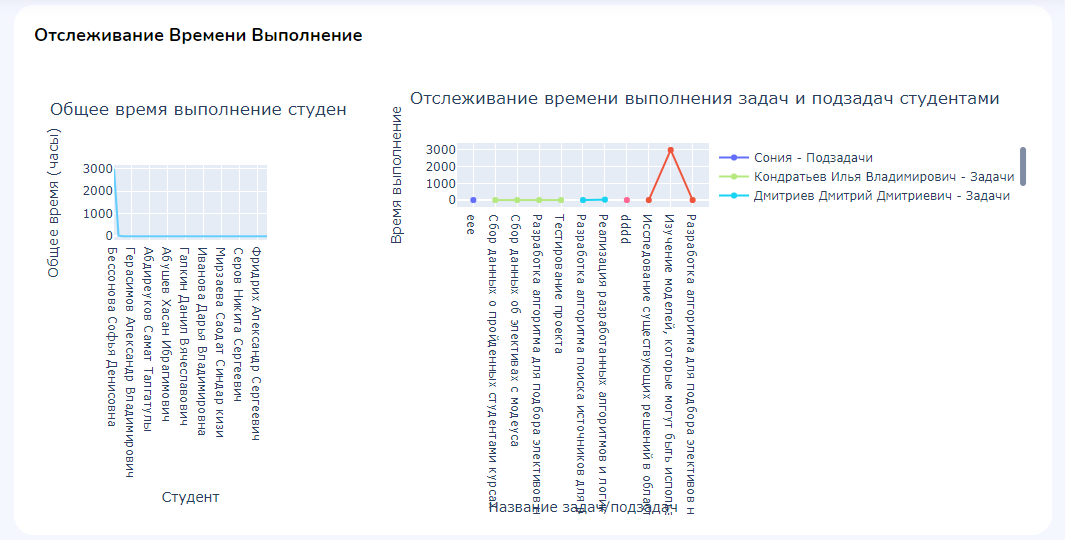 Отслеживание Времени Выполнение
Общее время выполнение студен
Общее время (часы)
3000
2000
1000
0
Бессонова Софья Денисовна
Герасимов Александр Владимирович
Абдиреуков Самат Талгатулы
Абушев Хасан Ибрагимович
Галкин Данил Вячеславович
Иванова Дарья Владимировна
Мирзаева Саодат Синдар кизи
Серов Никита Сергеевич
Фридрих Александр Сергеевич
Студент
Отслеживание времени выполнения задач и подзадач студентами
Время выполнение
3000
2000
1000
0
eee
Сбор данных о пройденных студентами курсах
Сбор данных об элективах с модеуса
Разработка алгоритма для подбора элективов н
Тестирование проекта
Разработка алгоритма поиска источников для в
Реализация разработанных алгоритмов и логик
dddd
Исследование существующих решений в облас
Изучение моделей, которые могут быть исполь
Разработка алгоритма для подбора элективов н
Название задач/подзадач
Сония - Подзадачи
Кондратьев Илья Владимирович - Задачи
Дмитриев Дмитрий Дмитриевич - Задачи